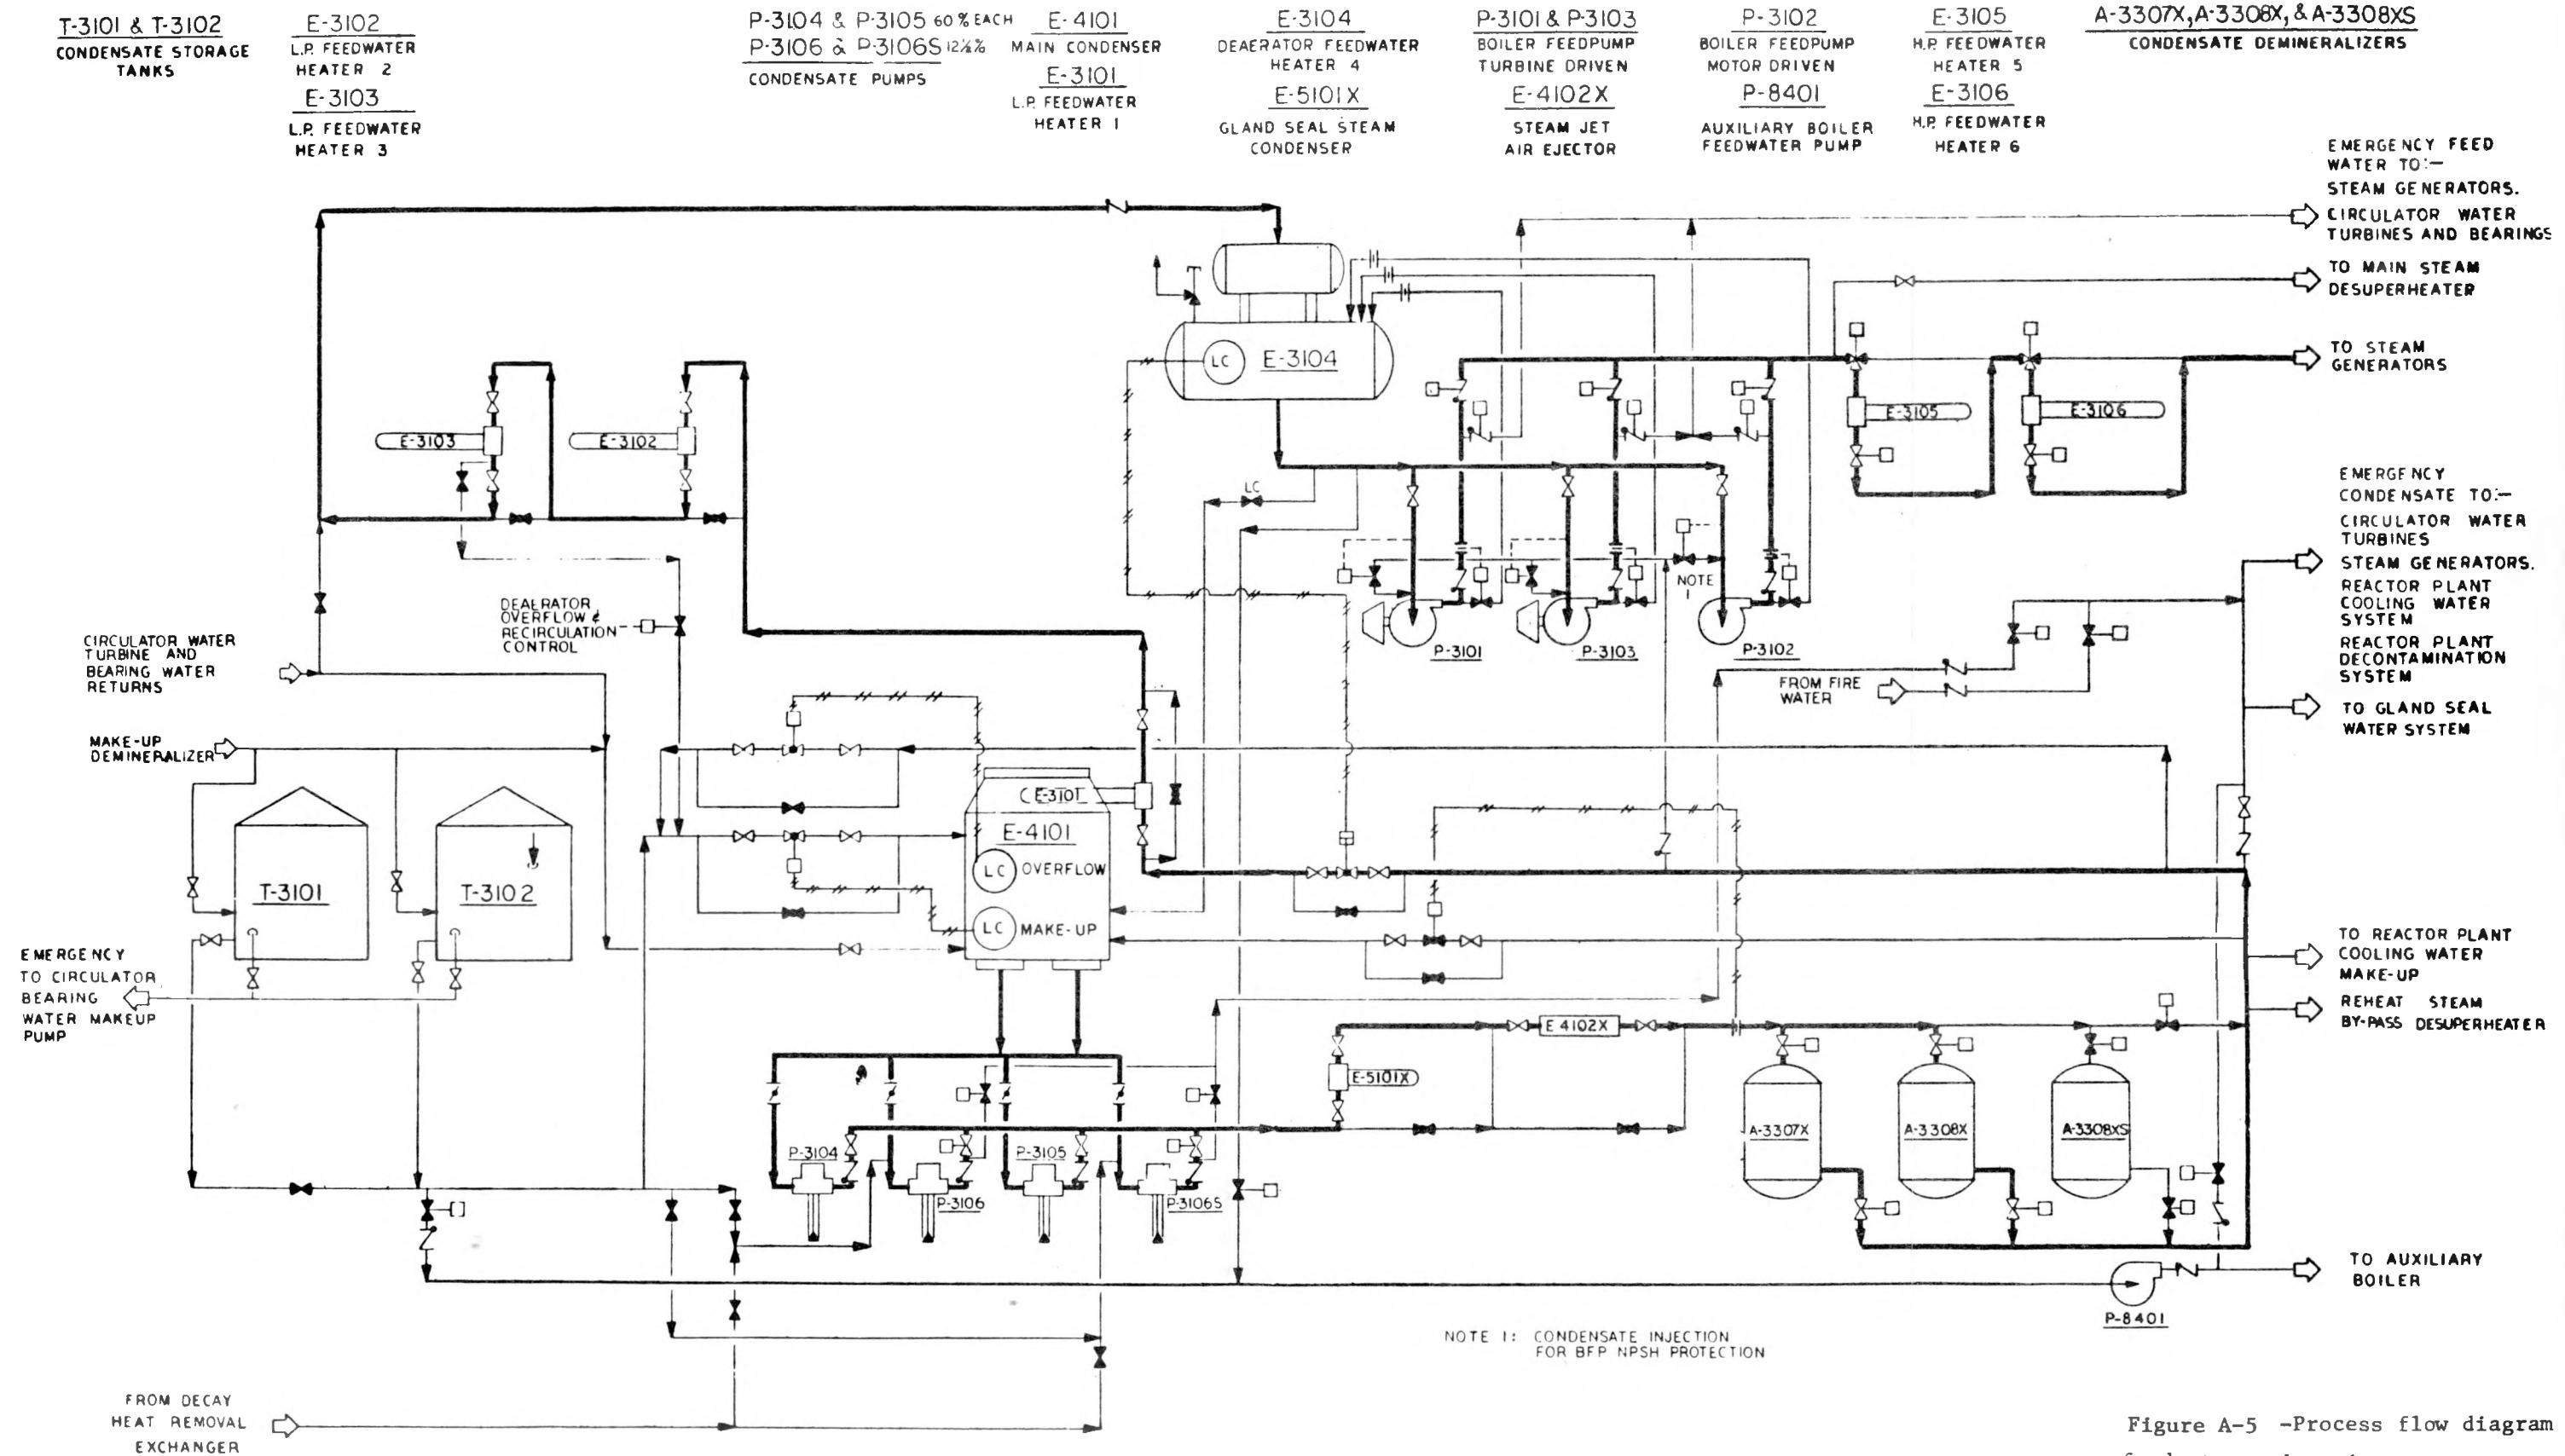 T-3101 & T-3102
CONDENSATE STORAGE
TANKS
E-3102
L.P. FEEDWATER
HEATER 2
E-3103
L.P. FEEDWATER
HEATER 3
P-3104 & P-3105 60% EACH
P-3106 & P-3106S 12½%
CONDENSATE PUMPS
E-4101
MAIN CONDENSER
E-3101
L.P. FEEDWATER
HEATER 1
E-3104
DEAERATOR FEEDWATER
HEATER 4
E-5101X
GLAND SEAL STEAM
CONDENSER
P-3101 & P-3103
BOILER FEEDPUMP
TURBINE DRIVEN
E-4102X
STEAM JET
AIR EJECTOR
P-3102
BOILER FEEDPUMP
MOTOR DRIVEN
P-8401
AUXILIARY BOILER
FEEDWATER PUMP
E-3105
H.P. FEEDWATER
HEATER 5
E-3106
H.P. FEEDWATER
HEATER 6
A-3307X, A-3308X, & A-3308XS
CONDENSATE DEMINERALIZERS
EMERGENCY FEED
WATER TO:—
STEAM GENERATORS.
CIRCULATOR WATER
TURBINES AND BEARINGS
TO MAIN STEAM
DESUPERHEATER
TO STEAM
GENERATORS
LC
E-3104
E-3105
E-3106
E-3103
E-3102
LC
EMERGENCY
CONDENSATE TO:—
CIRCULATOR WATER
TURBINES
STEAM GENERATORS.
REACTOR PLANT
COOLING WATER
SYSTEM
REACTOR PLANT
DECONTAMINATION
SYSTEM
NOTE
1
DEAERATOR
OVERFLOW &
RECIRCULATION
CONTROL
P-3101
P-3103
P-3102
CIRCULATOR WATER
TURBINE AND
BEARING WATER
RETURNS
FROM FIRE
WATER
TO GLAND SEAL
WATER SYSTEM
MAKE-UP
DEMINERALIZER
E-3101
E-4101
LC OVERFLOW
LC MAKE-UP
T-3101
T-3102
EMERGENCY
TO CIRCULATOR
BEARING
WATER MAKEUP
PUMP
TO REACTOR PLANT
COOLING WATER
MAKE-UP
REHEAT STEAM
BY-PASS DESUPERHEATER
E 4102X
E-5101X
A-3307X
A-3308X
A-3308XS
P-3104
P-3106
P-3105
P-3106S
TO AUXILIARY
BOILER
P-8401
NOTE 1: CONDENSATE INJECTION
FOR BFP NPSH PROTECTION
FROM DECAY
HEAT REMOVAL
EXCHANGER
Figure A-5 -Process flow diagram